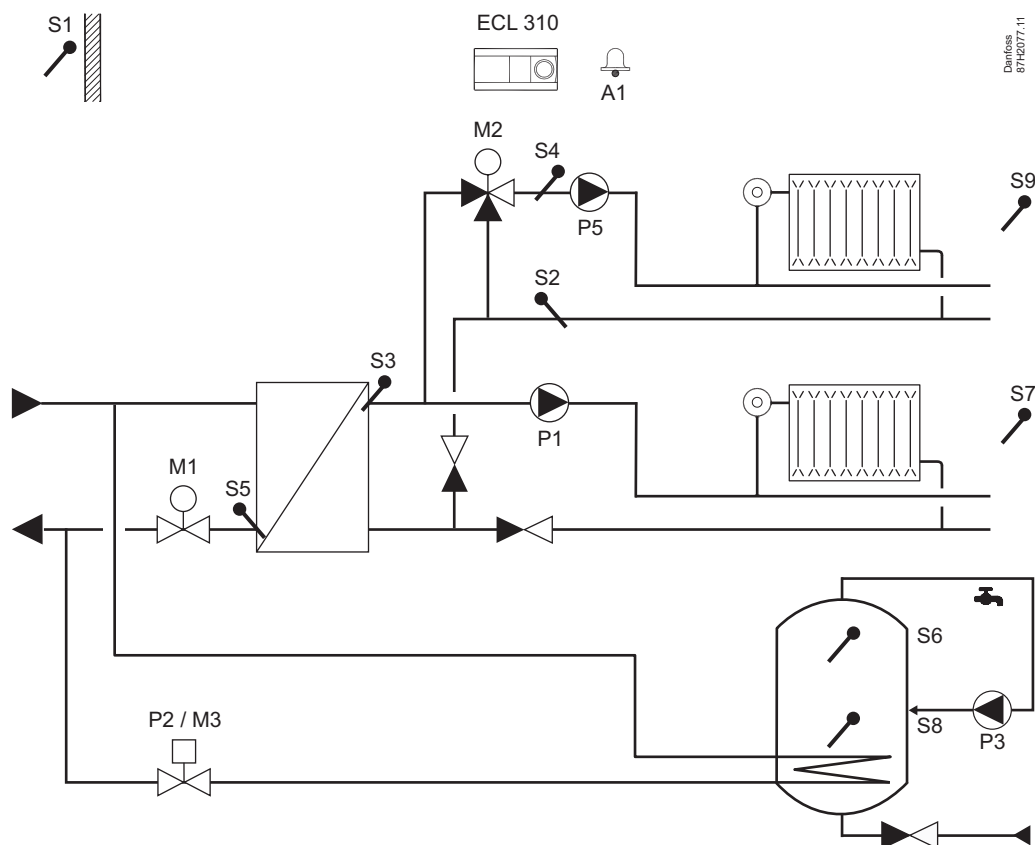 S1
ECL 310
A1
Danfoss
87H2077.11
M2
S4
P5
S9
S2
S3
P1
S7
M1
S5
S6
P2 / M3
S8
P3